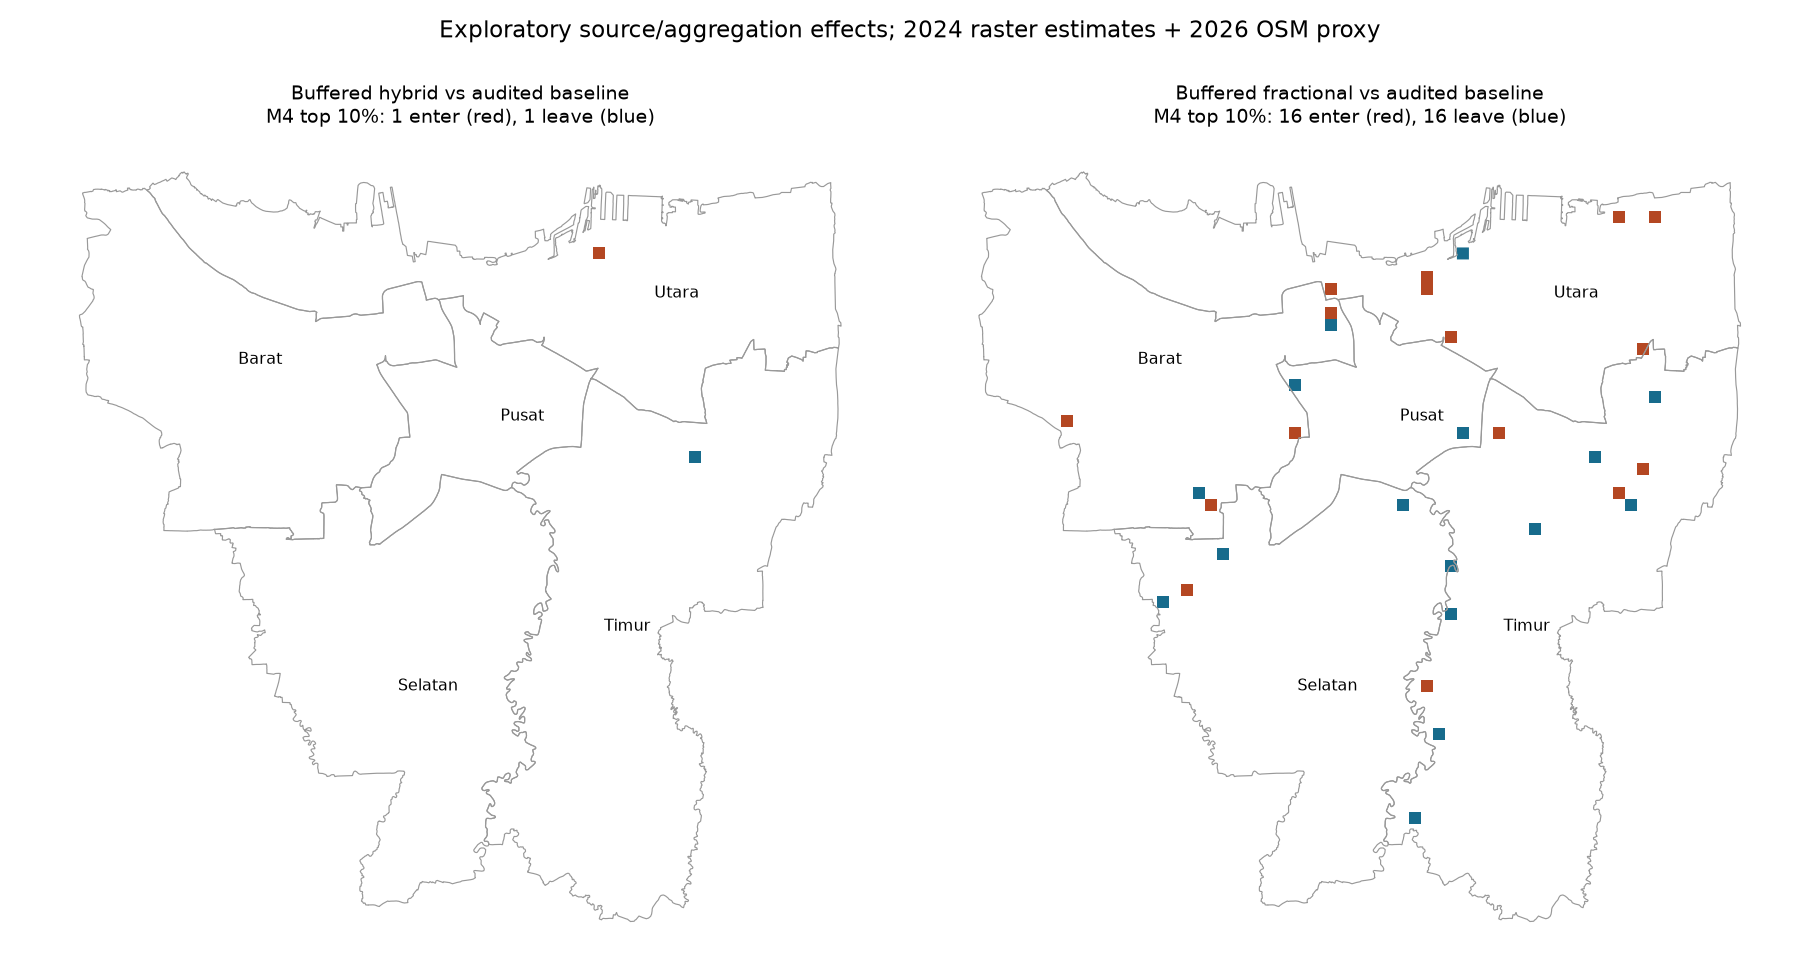 Exploratory source/aggregation effects; 2024 raster estimates + 2026 OSM proxy
Buffered hybrid vs audited baseline
M4 top 10%: 1 enter (red), 1 leave (blue)
Utara
Barat
Pusat
Timur
Selatan
Buffered fractional vs audited baseline
M4 top 10%: 16 enter (red), 16 leave (blue)
Utara
Barat
Pusat
Timur
Selatan